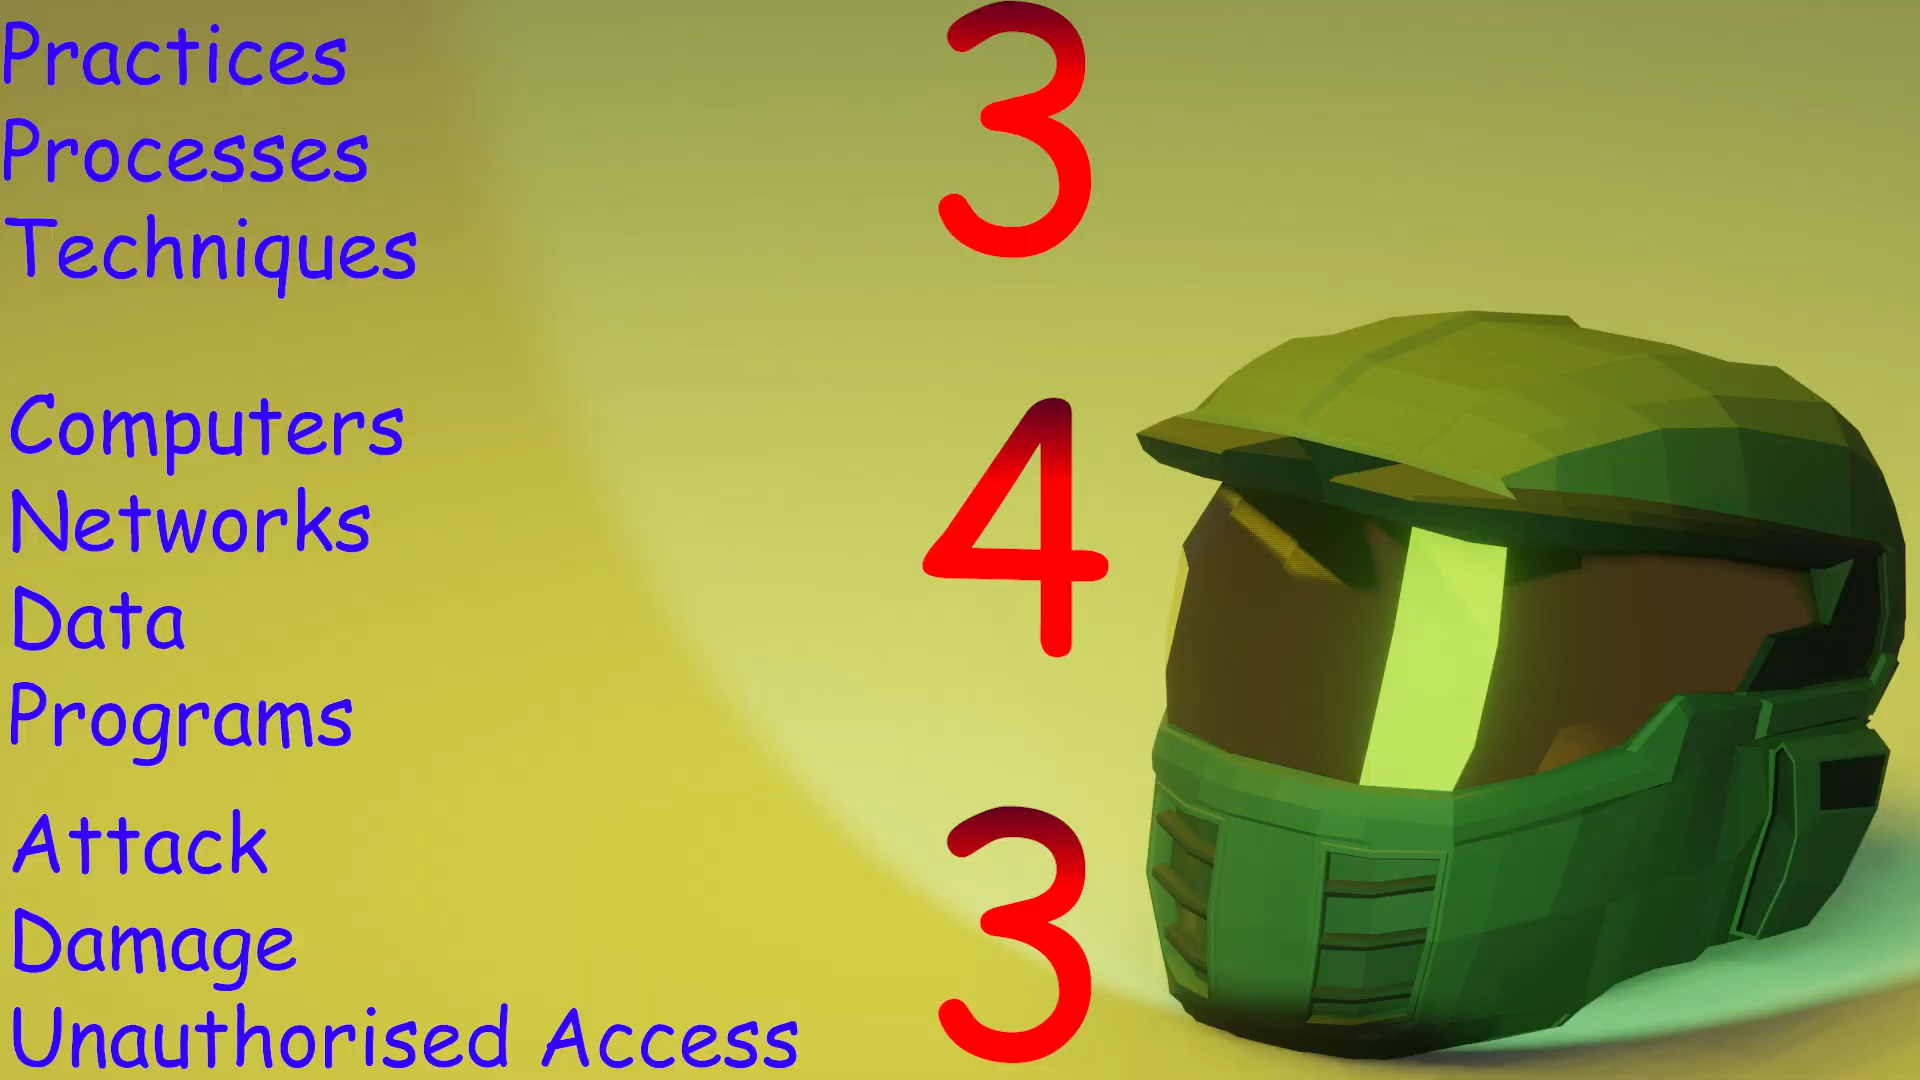 Practices
Processes
Techniques
3
Computers
Networks
Data
Programs
4
Attack
Damage
Unauthorised Access
3